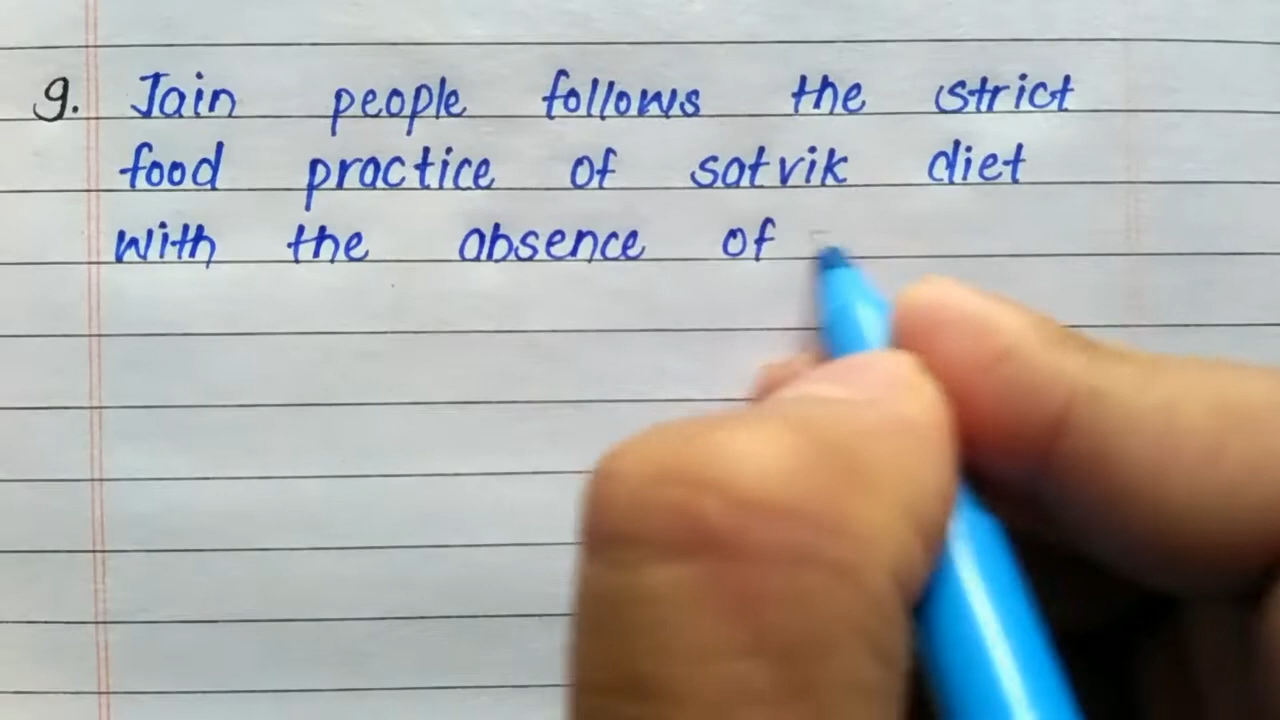 9. Jain people follows the strict
food practice of satvik diet
with the absence of